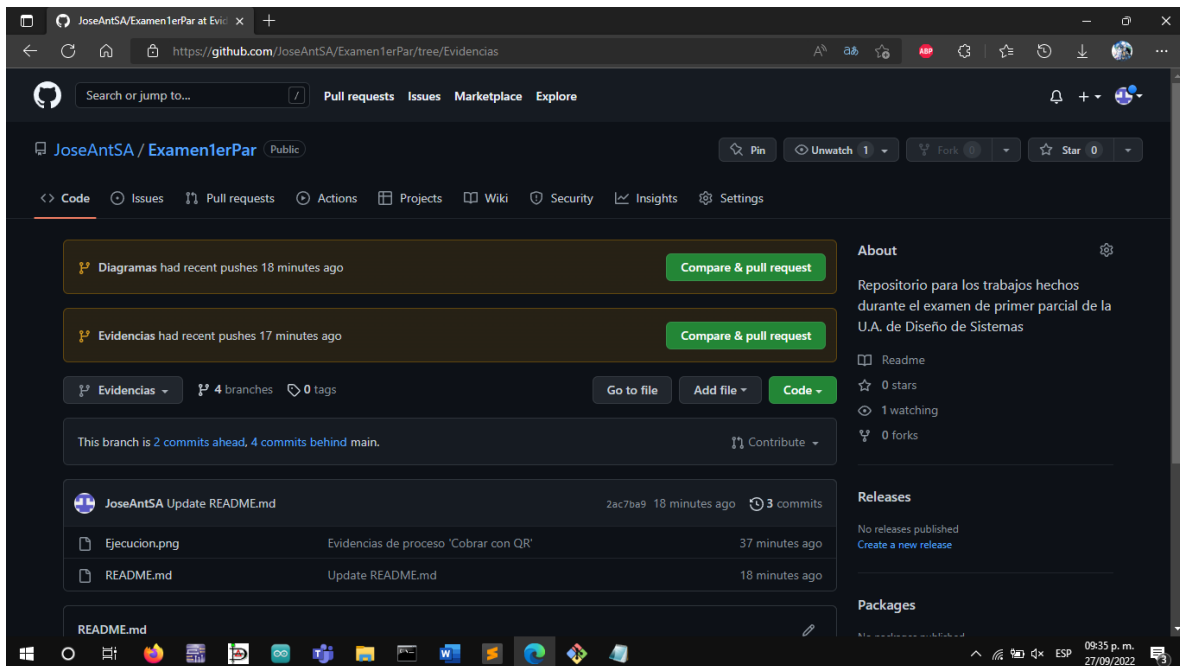 JoseAntSA/Examen1erPar at Evid
https://github.com/JoseAntSA/Examen1erPar/tree/Evidencias
ABP
Search or jump to... /
Pull requests Issues Marketplace Explore
JoseAntSA / Examen1erPar Public
Pin Unwatch 1 Fork 0 Star 0
Code Issues Pull requests Actions Projects Wiki Security Insights Settings
Diagramas had recent pushes 18 minutes ago Compare & pull request
Evidencias had recent pushes 17 minutes ago Compare & pull request
Evidencias 4 branches 0 tags Go to file Add file Code
This branch is 2 commits ahead, 4 commits behind main. Contribute
JoseAntSA Update README.md 2ac7ba9 18 minutes ago 3 commits
Ejecucion.png Evidencias de proceso 'Cobrar con QR' 37 minutes ago
README.md Update README.md 18 minutes ago
README.md
About
Repositorio para los trabajos hechos
durante el examen de primer parcial de la
U.A. de Diseño de Sistemas
Readme
0 stars
1 watching
0 forks
Releases
No releases published
Create a new release
Packages
No packages published
ESP
09:35 p. m.
27/09/2022
3